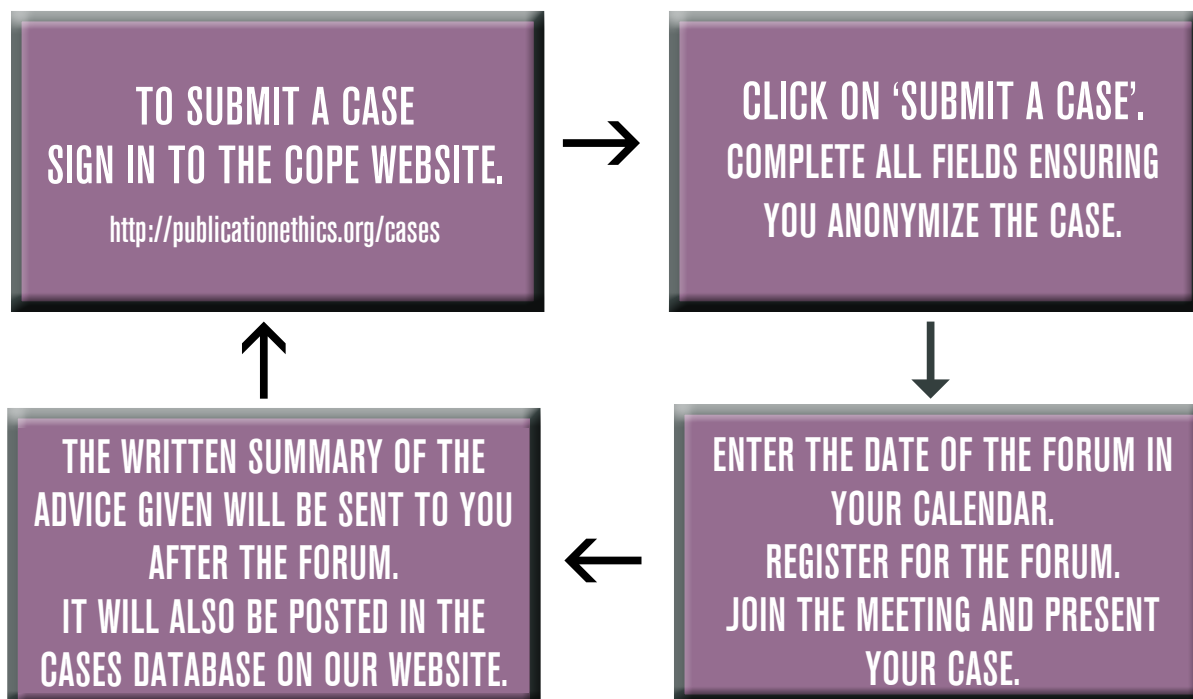 TO SUBMIT A CASE
SIGN IN TO THE COPE WEBSITE.
http://publicationethics.org/cases
CLICK ON ‘SUBMIT A CASE’.
COMPLETE ALL FIELDS ENSURING
YOU ANONYMIZE THE CASE.
ENTER THE DATE OF THE FORUM IN
YOUR CALENDAR.
REGISTER FOR THE FORUM.
JOIN THE MEETING AND PRESENT
YOUR CASE.
THE WRITTEN SUMMARY OF THE
ADVICE GIVEN WILL BE SENT TO YOU
AFTER THE FORUM.
IT WILL ALSO BE POSTED IN THE
CASES DATABASE ON OUR WEBSITE.